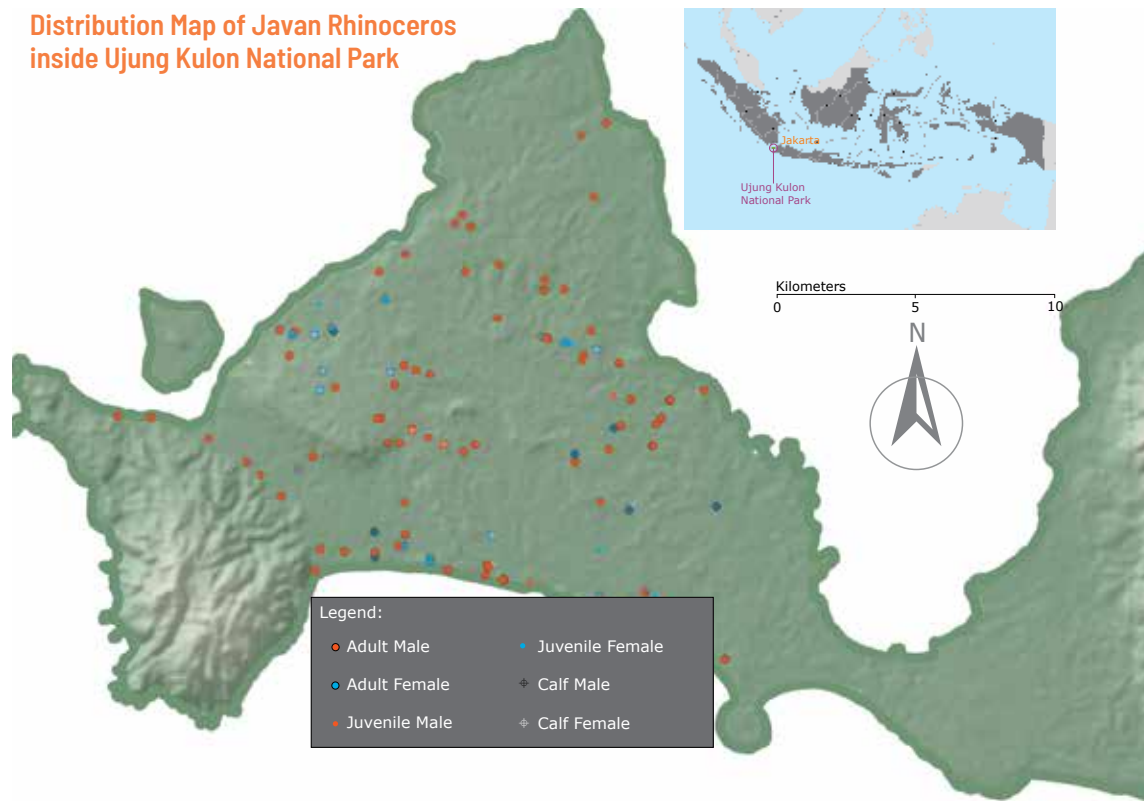 Distribution Map of Javan Rhinoceros
inside Ujung Kulon National Park
Jakarta
Ujung Kulon
National Park
Kilometers
0 5 10
N
Legend:
Adult Male
Adult Female
Juvenile Male
Juvenile Female
Calf Male
Calf Female